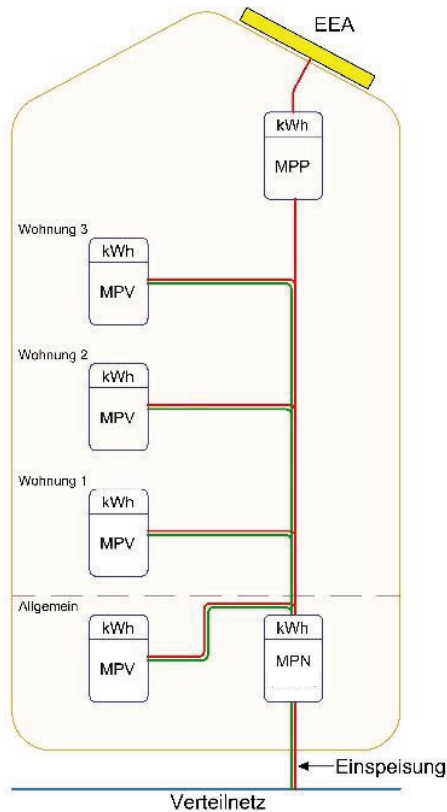 EEA
kWh
MPP
Wohnung 3
kWh
MPV
Wohnung 2
kWh
MPV
Wohnung 1
kWh
MPV
Allgemein
kWh
MPV
kWh
MPN
Einspeisung
Verteilnetz